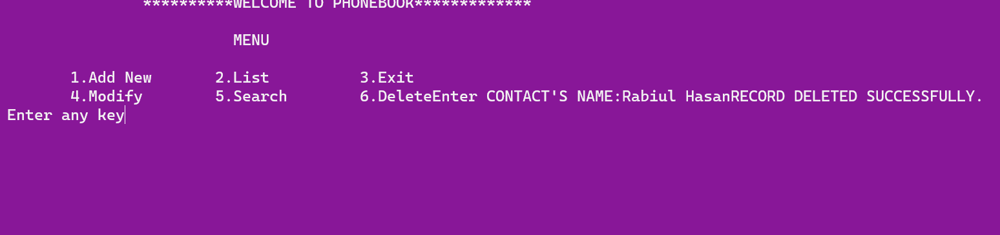 **********WELCOME TO PHONEBOOK*************
MENU
1.Add New 2.List 3.Exit
4.Modify 5.Search 6.DeleteEnter CONTACT'S NAME:Rabiul HasanRECORD DELETED SUCCESSFULLY.
Enter any key